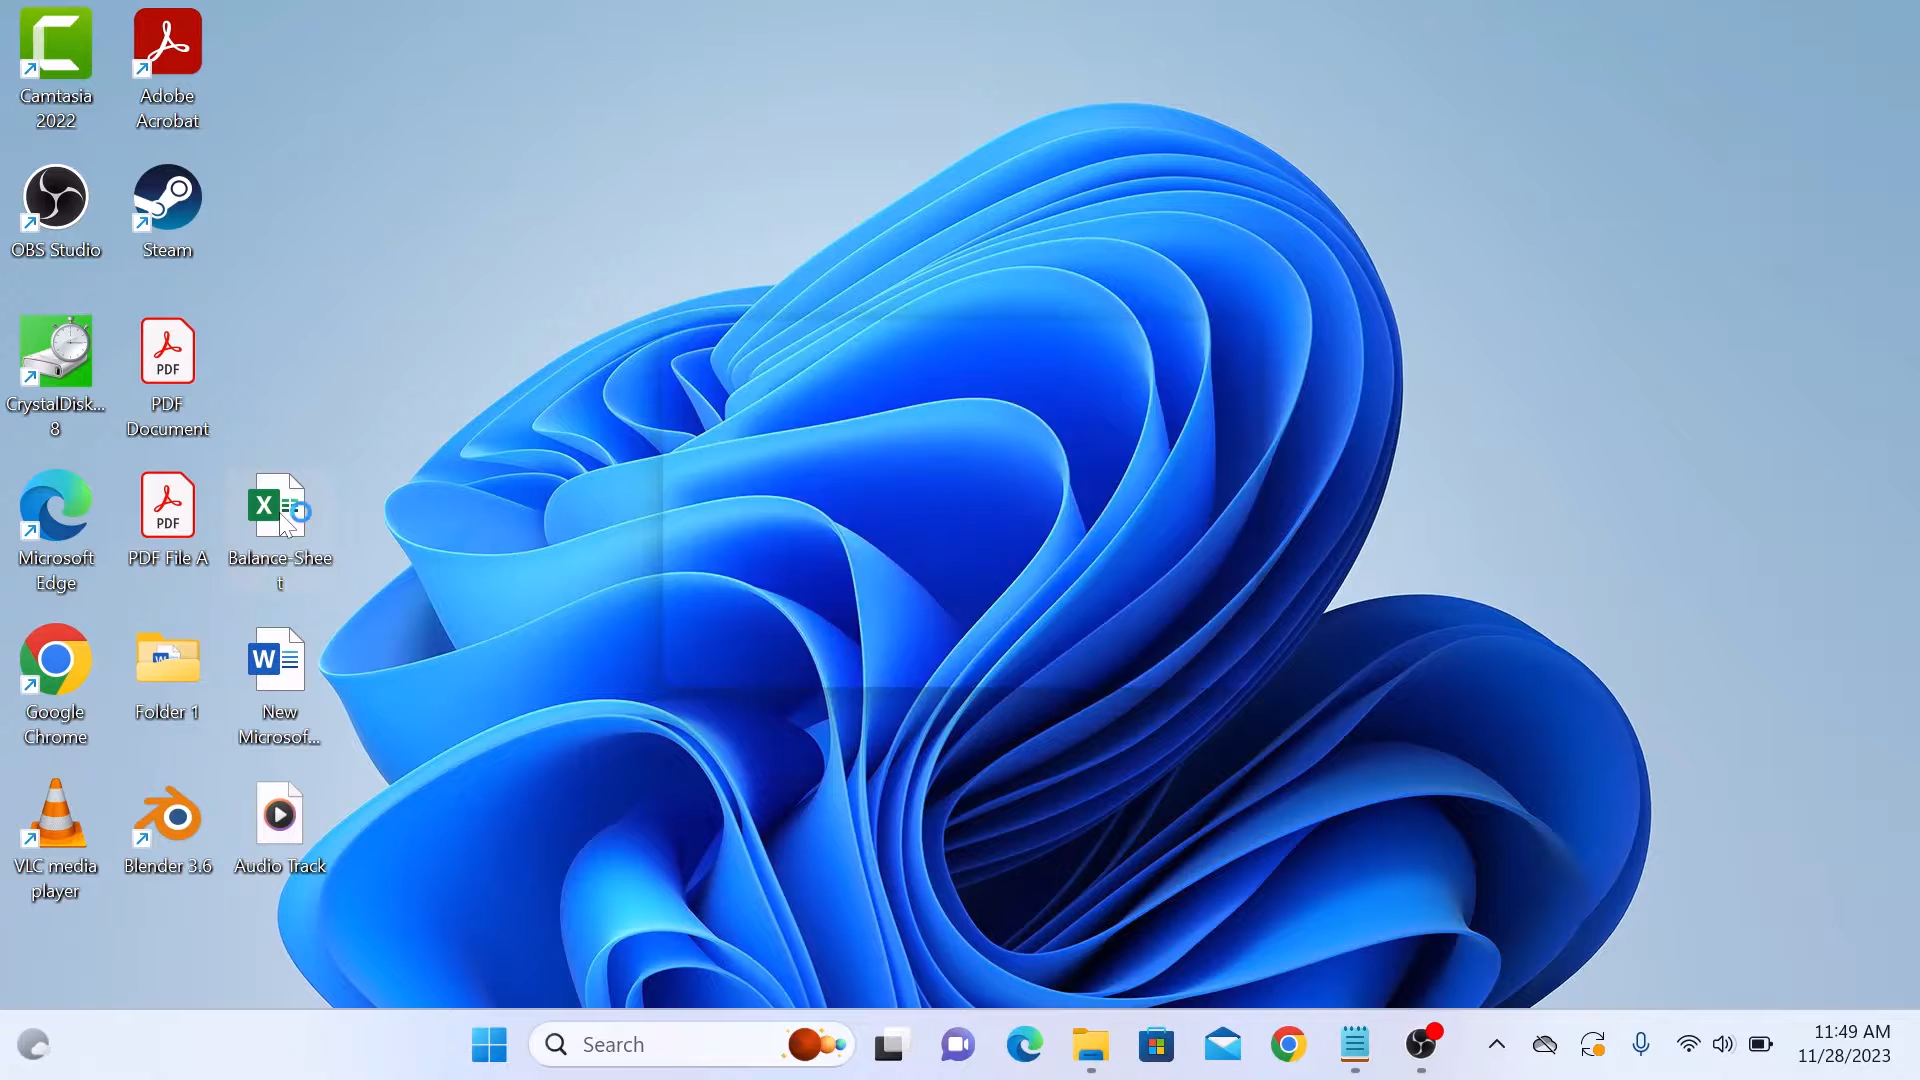 Camtasia
2022
Adobe
Acrobat
OBS Studio
Steam
CrystalDisk...
8
PDF
PDF
Document
Microsoft
Edge
PDF
PDF File A
X
Balance-Shee
t
Google
Chrome
Folder 1
W
New
Microsof...
VLC media
player
Blender 3.6
Audio Track
Search
11:49 AM
11/28/2023